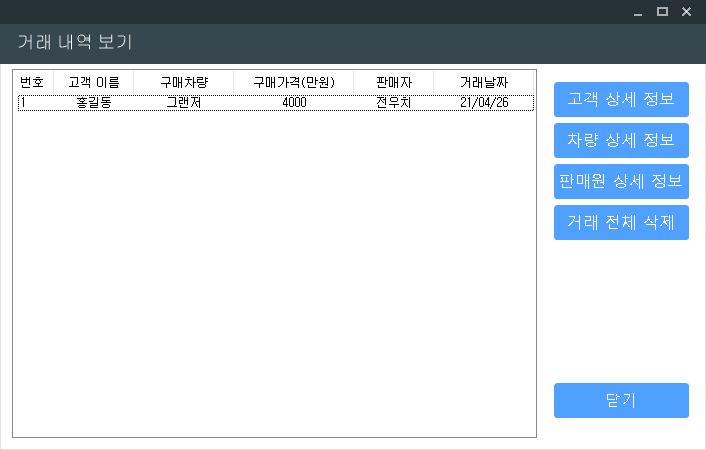 거래 내역 보기
번호 고객 이름 구매차량 구매가격(만원) 판매자 거래날짜
1 홍길동 그랜저 4000 전우치 21/04/26
고객 상세 정보
차량 상세 정보
판매원 상세 정보
거래 전체 삭제
닫기